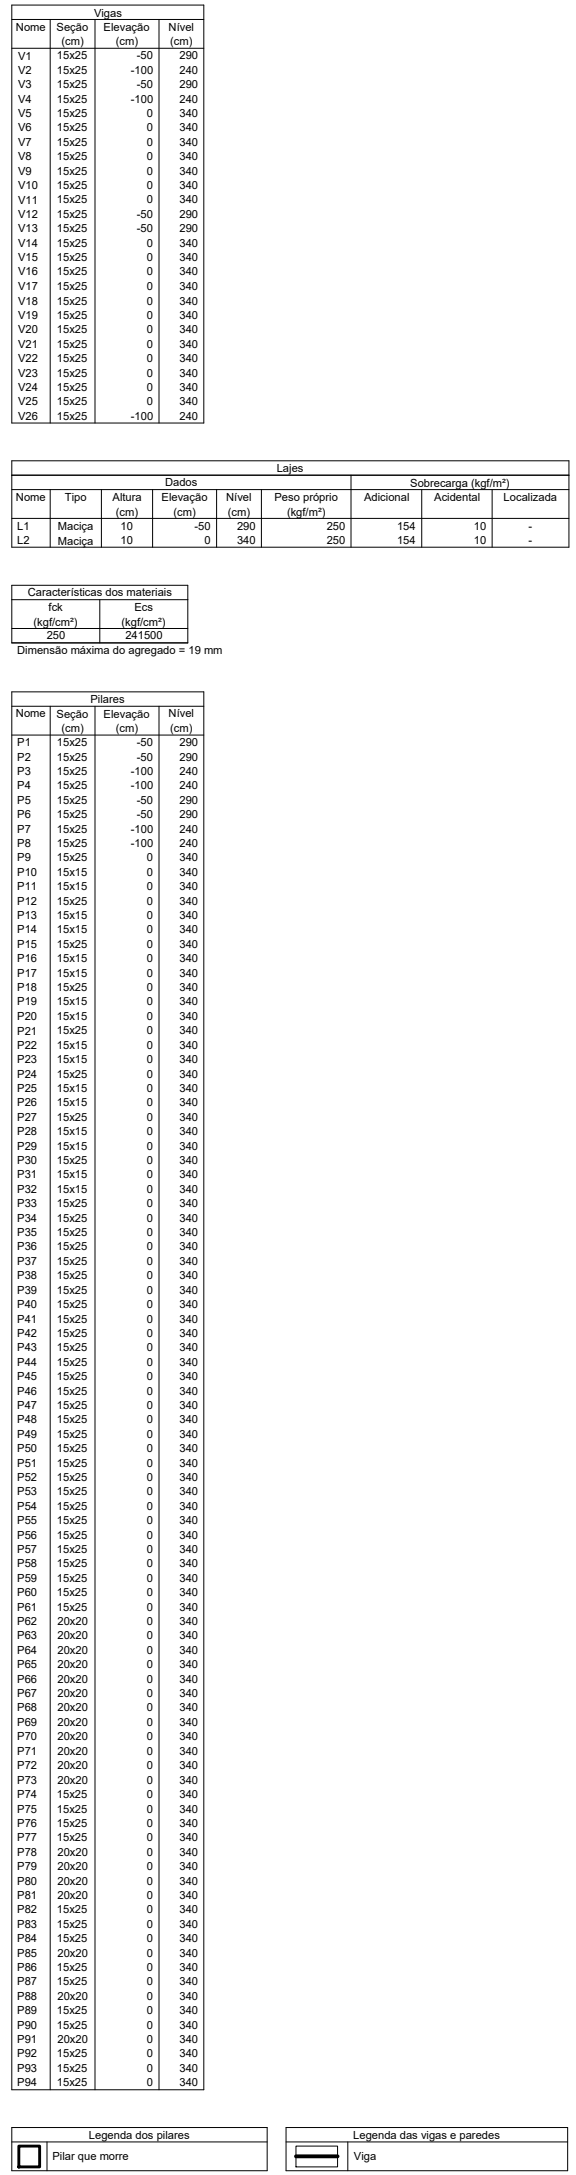 Vigas
Nome Seção Elevação Nível
(cm) (cm) (cm)
V1 15x25 -50 290
V2 15x25 -100 240
V3 15x25 -50 290
V4 15x25 -100 240
V5 15x25 0 340
V6 15x25 0 340
V7 15x25 0 340
V8 15x25 0 340
V9 15x25 0 340
V10 15x25 0 340
V11 15x25 0 340
V12 15x25 -50 290
V13 15x25 -50 290
V14 15x25 0 340
V15 15x25 0 340
V16 15x25 0 340
V17 15x25 0 340
V18 15x25 0 340
V19 15x25 0 340
V20 15x25 0 340
V21 15x25 0 340
V22 15x25 0 340
V23 15x25 0 340
V24 15x25 0 340
V25 15x25 0 340
V26 15x25 -100 240
Lajes
Dados Sobrecarga (kgf/m²)
Nome Tipo Altura Elevação Nível Peso próprio Adicional Acidental Localizada
(cm) (cm) (cm) (kgf/m²)
L1 Maciça 10 -50 290 250 154 10 -
L2 Maciça 10 0 340 250 154 10 -
Características dos materiais
fck Ecs
(kgf/cm²) (kgf/cm²)
250 241500
Dimensão máxima do agregado = 19 mm
Pilares
Nome Seção Elevação Nível
(cm) (cm) (cm)
P1 15x25 -50 290
P2 15x25 -50 290
P3 15x25 -100 240
P4 15x25 -100 240
P5 15x25 -50 290
P6 15x25 -50 290
P7 15x25 -100 240
P8 15x25 -100 240
P9 15x25 0 340
P10 15x15 0 340
P11 15x15 0 340
P12 15x25 0 340
P13 15x15 0 340
P14 15x15 0 340
P15 15x25 0 340
P16 15x15 0 340
P17 15x15 0 340
P18 15x25 0 340
P19 15x15 0 340
P20 15x15 0 340
P21 15x25 0 340
P22 15x15 0 340
P23 15x15 0 340
P24 15x25 0 340
P25 15x15 0 340
P26 15x15 0 340
P27 15x25 0 340
P28 15x15 0 340
P29 15x15 0 340
P30 15x25 0 340
P31 15x15 0 340
P32 15x15 0 340
P33 15x25 0 340
P34 15x25 0 340
P35 15x25 0 340
P36 15x25 0 340
P37 15x25 0 340
P38 15x25 0 340
P39 15x25 0 340
P40 15x25 0 340
P41 15x25 0 340
P42 15x25 0 340
P43 15x25 0 340
P44 15x25 0 340
P45 15x25 0 340
P46 15x25 0 340
P47 15x25 0 340
P48 15x25 0 340
P49 15x25 0 340
P50 15x25 0 340
P51 15x25 0 340
P52 15x25 0 340
P53 15x25 0 340
P54 15x25 0 340
P55 15x25 0 340
P56 15x25 0 340
P57 15x25 0 340
P58 15x25 0 340
P59 15x25 0 340
P60 15x25 0 340
P61 15x25 0 340
P62 20x20 0 340
P63 20x20 0 340
P64 20x20 0 340
P65 20x20 0 340
P66 20x20 0 340
P67 20x20 0 340
P68 20x20 0 340
P69 20x20 0 340
P70 20x20 0 340
P71 20x20 0 340
P72 20x20 0 340
P73 20x20 0 340
P74 15x25 0 340
P75 15x25 0 340
P76 15x25 0 340
P77 15x25 0 340
P78 20x20 0 340
P79 20x20 0 340
P80 20x20 0 340
P81 20x20 0 340
P82 15x25 0 340
P83 15x25 0 340
P84 15x25 0 340
P85 20x20 0 340
P86 15x25 0 340
P87 15x25 0 340
P88 20x20 0 340
P89 15x25 0 340
P90 15x25 0 340
P91 20x20 0 340
P92 15x25 0 340
P93 15x25 0 340
P94 15x25 0 340
Legenda dos pilares
Pilar que morre
Legenda das vigas e paredes
Viga